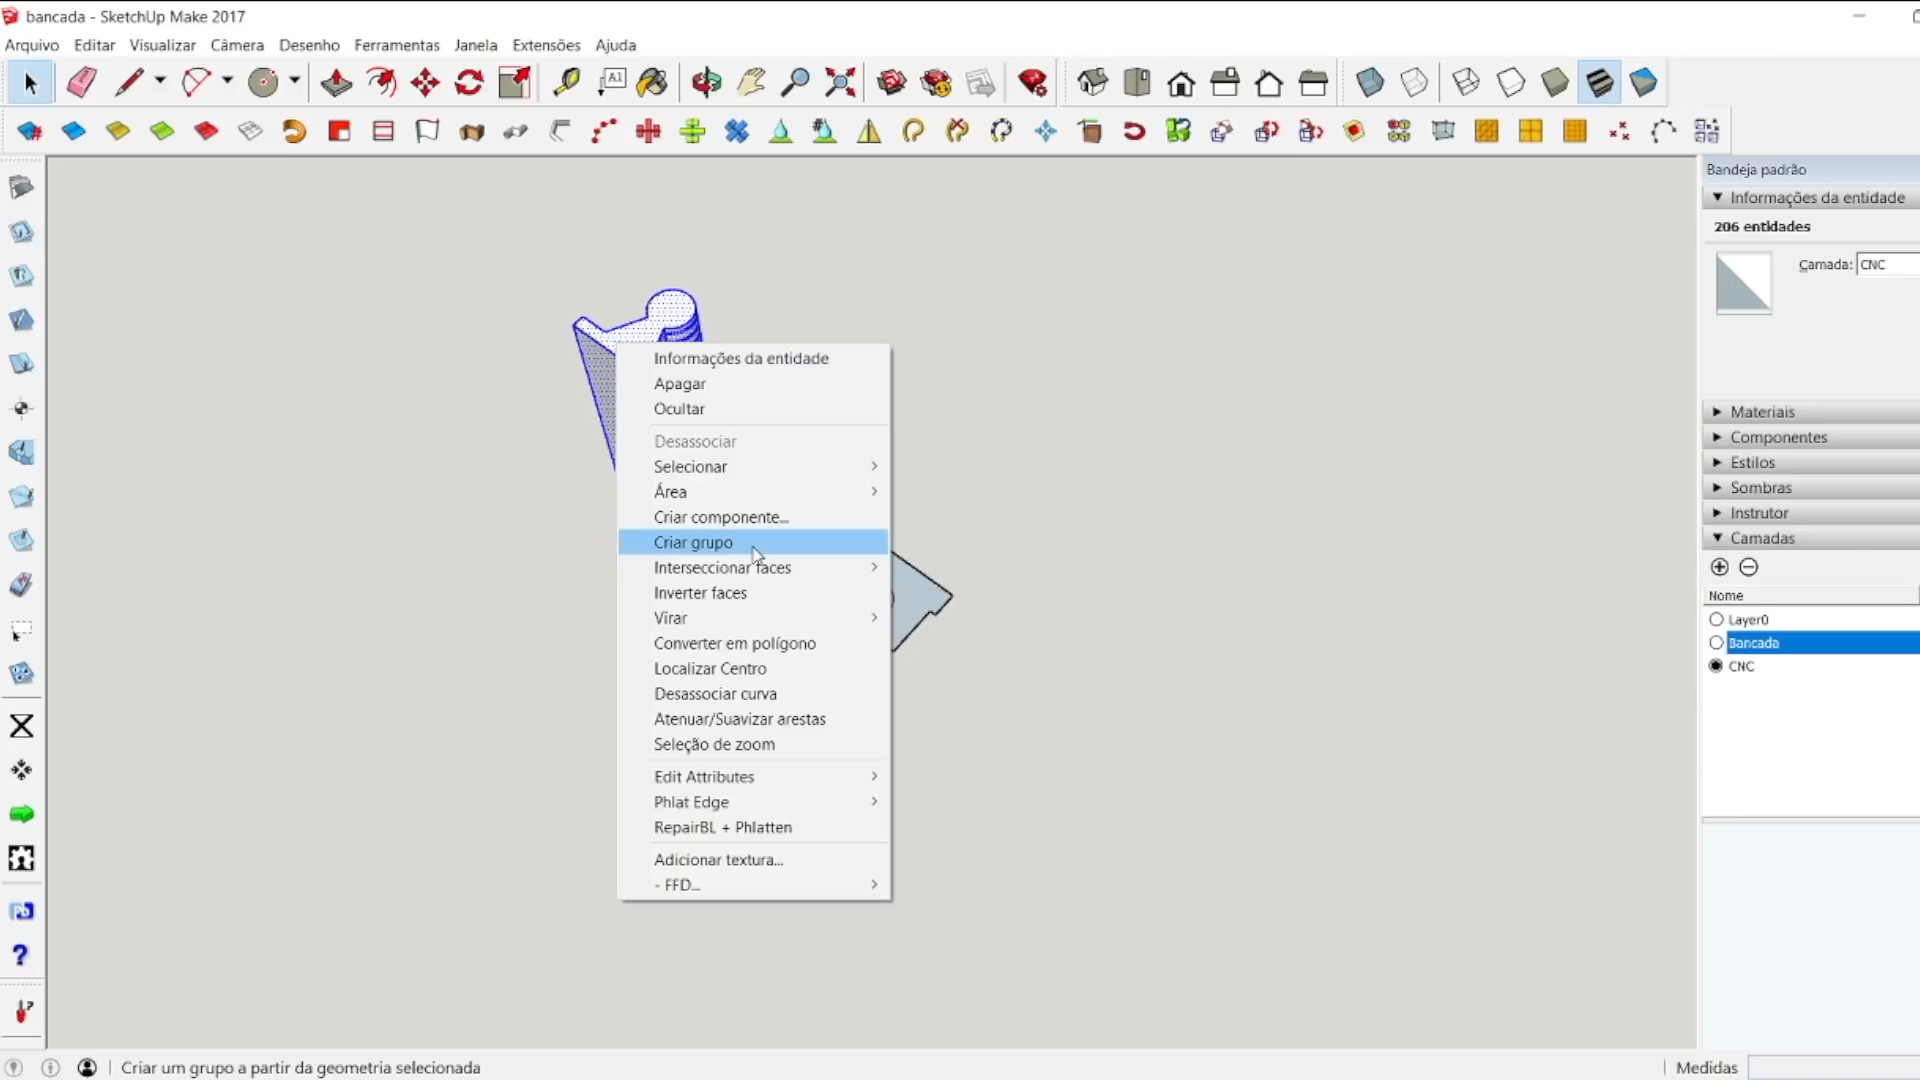 bancada - SketchUp Make 2017
Arquivo Editar Visualizar Câmera Desenho Ferramentas Janela Extensões Ajuda
A1
Bandeja padrão
Informações da entidade
206 entidades
Camada: CNC
Informações da entidade
Apagar
Ocultar
Desassociar
Selecionar
Área
Criar componente...
Criar grupo
Interseccionar faces
Inverter faces
Virar
Converter em polígono
Localizar Centro
Desassociar curva
Atenuar/Suavizar arestas
Seleção de zoom
Edit Attributes
Phlat Edge
RepairBL + Phlatten
Adicionar textura...
- FFD...
Materiais
Componentes
Estilos
Sombras
Instrutor
Camadas
Nome
Layer0
Bancada
CNC
?
Criar um grupo a partir da geometria selecionada
Medidas